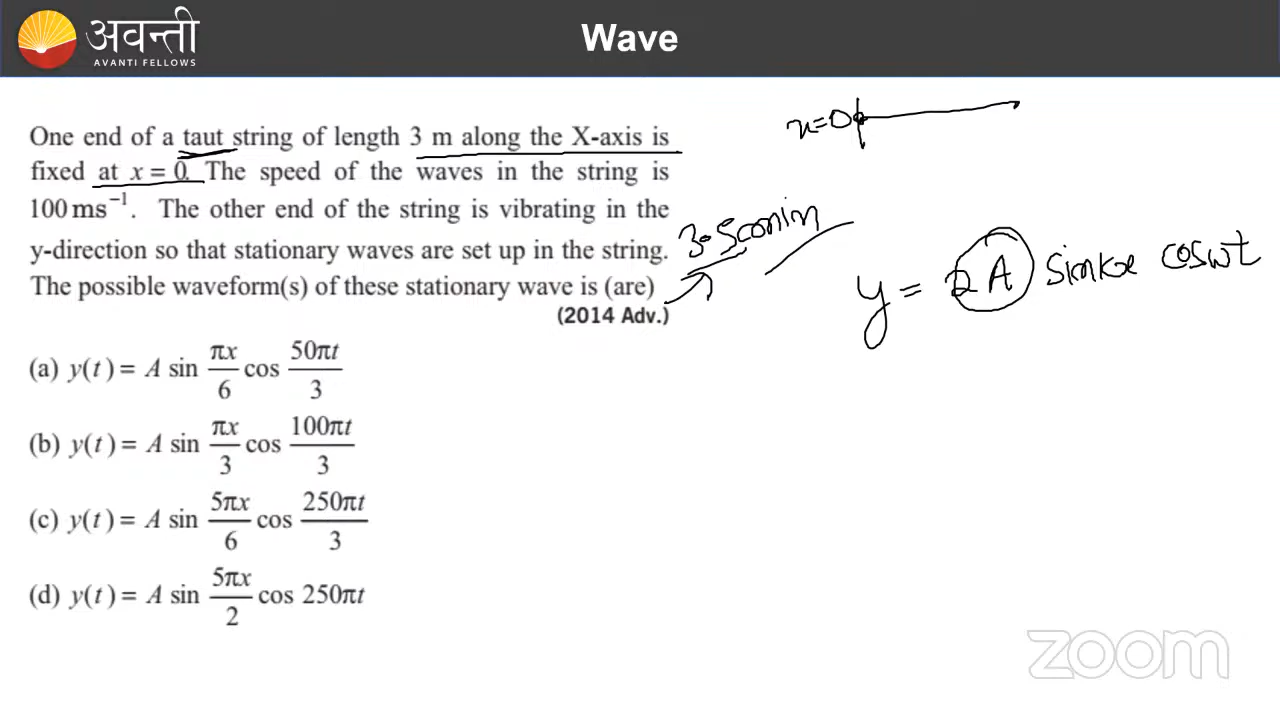 अवन्ती
AVANTI FELLOWS
Wave
One end of a taut string of length 3 m along the X-axis is
fixed at x = 0. The speed of the waves in the string is
100 ms⁻¹. The other end of the string is vibrating in the
y-direction so that stationary waves are set up in the string.
The possible waveform(s) of these stationary wave is (are)
(2014 Adv.)
(a) y(t) = A sin πx/6 cos 50πt/3
(b) y(t) = A sin πx/3 cos 100πt/3
(c) y(t) = A sin 5πx/6 cos 250πt/3
(d) y(t) = A sin 5πx/2 cos 250πt
x=0
y = 2A sinkx coswt
zoom